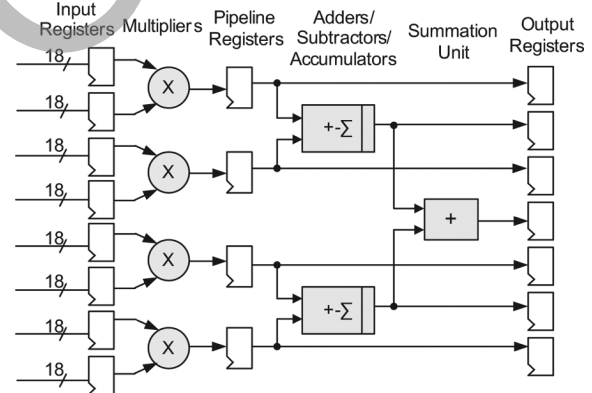 Input
Registers
Multipliers
Pipeline
Registers
Adders/
Subtractors/
Accumulators
Summation
Unit
Output
Registers
18
18
X
+-∑
18
18
X
+
18
18
X
+-∑
18
18
X